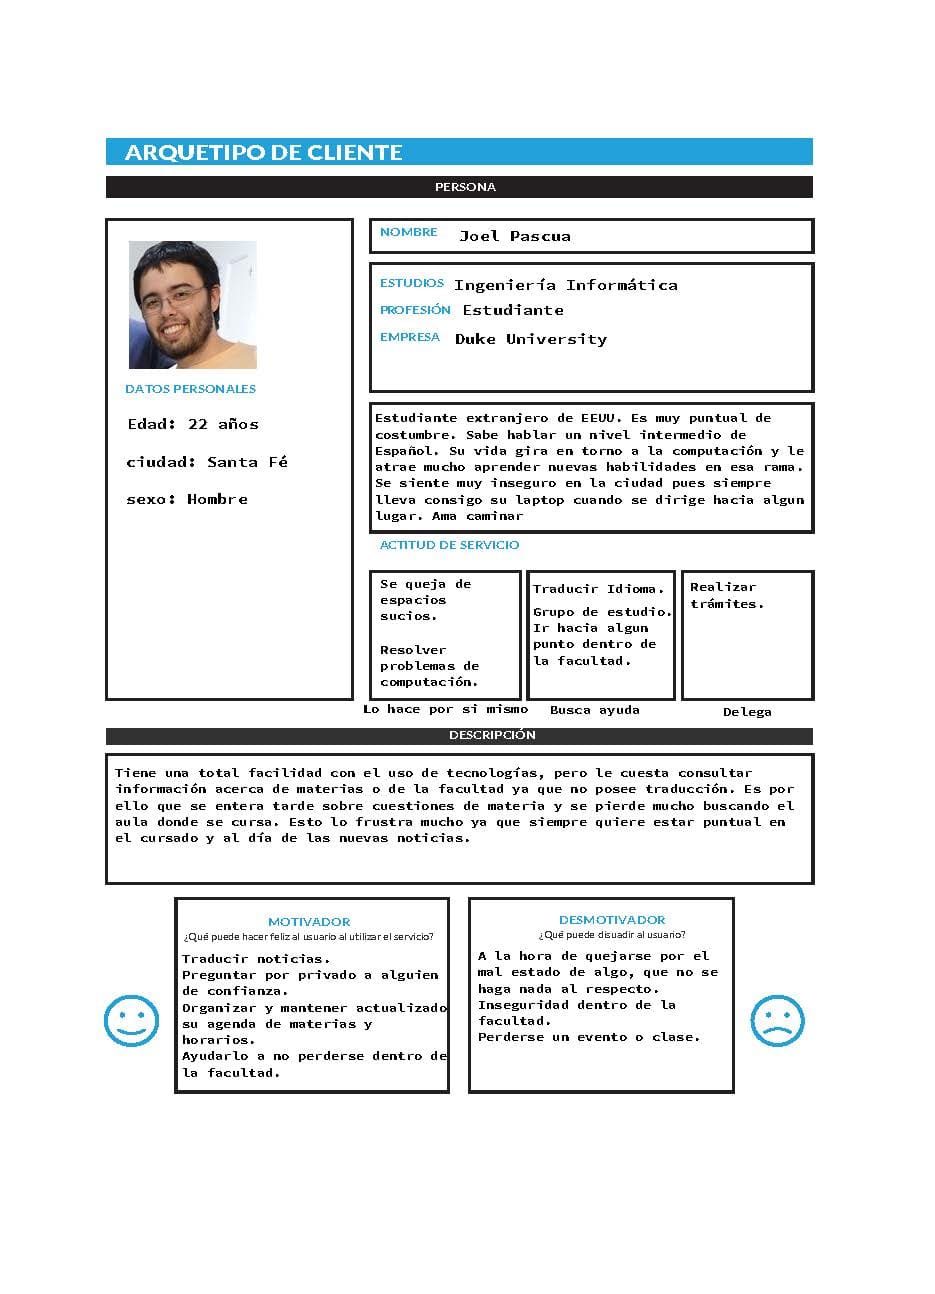 ARQUETIPO DE CLIENTE
PERSONA
NOMBRE Joel Pascua
ESTUDIOS Ingeniería Informática
PROFESIÓN Estudiante
EMPRESA Duke University
DATOS PERSONALES
Edad: 22 años
ciudad: Santa Fé
sexo: Hombre
Estudiante extranjero de EEUU. Es muy puntual de
costumbre. Sabe hablar un nivel intermedio de
Español. Su vida gira en torno a la computación y le
atrae mucho aprender nuevas habilidades en esa rama.
Se siente muy inseguro en la ciudad pues siempre
lleva consigo su laptop cuando se dirige hacia algun
lugar. Ama caminar
ACTITUD DE SERVICIO
Se queja de
espacios
sucios.
Resolver
problemas de
computación.
Lo hace por si mismo
Traducir Idioma.
Grupo de estudio.
Ir hacia algun
punto dentro de
la facultad.
Busca ayuda
Realizar
trámites.
Delega
DESCRIPCIÓN
Tiene una total facilidad con el uso de tecnologías, pero le cuesta consultar
información acerca de materias o de la facultad ya que no posee traducción. Es por
ello que se entera tarde sobre cuestiones de materia y se pierde mucho buscando el
aula donde se cursa. Esto lo frustra mucho ya que siempre quiere estar puntual en
el cursado y al día de las nuevas noticias.
MOTIVADOR
¿Qué puede hacer feliz al usuario al utilizar el servicio?
Traducir noticias.
Preguntar por privado a alguien
de confianza.
Organizar y mantener actualizado
su agenda de materias y
horarios.
Ayudarlo a no perderse dentro de
la facultad.
DESMOTIVADOR
¿Qué puede disuadir al usuario?
A la hora de quejarse por el
mal estado de algo, que no se
haga nada al respecto.
Inseguridad dentro de la
facultad.
Perderse un evento o clase.